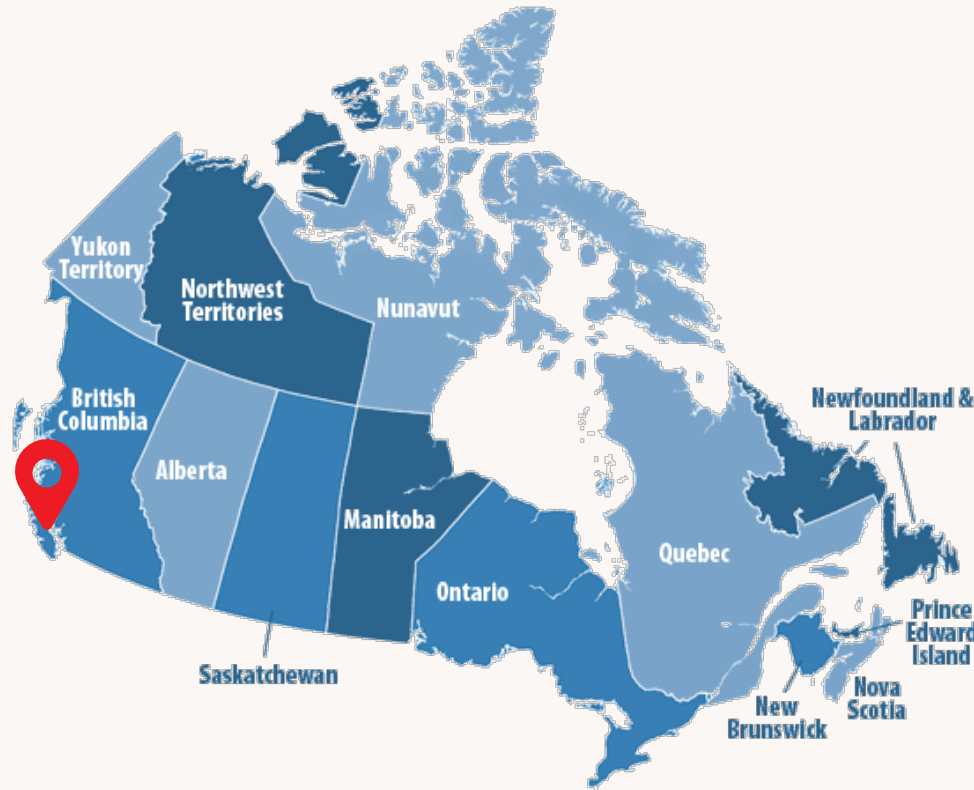 Yukon
Territory
Northwest
Territories
Nunavut
British
Columbia
Alberta
Newfoundland &
Labrador
Manitoba
Quebec
Ontario
Saskatchewan
Prince
Edward
Island
Nova
Scotia
New
Brunswick